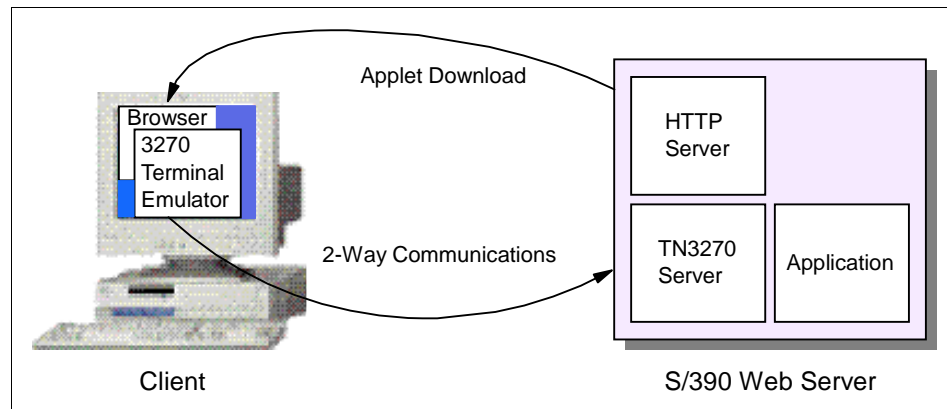 Applet Download
Browser
3270
Terminal
Emulator
HTTP
Server
2-Way Communications
TN3270
Server
Application
Client
S/390 Web Server